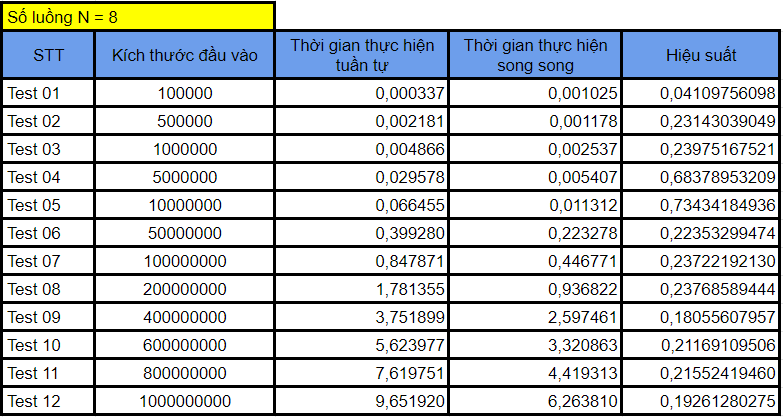 Số luồng N = 8
STT Kích thước đầu vào Thời gian thực hiện tuần tự Thời gian thực hiện song song Hiệu suất
Test 01 100000 0,000337 0,001025 0,04109756098
Test 02 500000 0,002181 0,001178 0,23143039049
Test 03 1000000 0,004866 0,002537 0,23975167521
Test 04 5000000 0,029578 0,005407 0,68378953209
Test 05 10000000 0,066455 0,011312 0,73434184936
Test 06 50000000 0,399280 0,223278 0,22353299474
Test 07 100000000 0,847871 0,446771 0,23722192130
Test 08 200000000 1,781355 0,936822 0,23768589444
Test 09 400000000 3,751899 2,597461 0,18055607957
Test 10 600000000 5,623977 3,320863 0,21169109506
Test 11 800000000 7,619751 4,419313 0,21552419460
Test 12 1000000000 9,651920 6,263810 0,19261280275